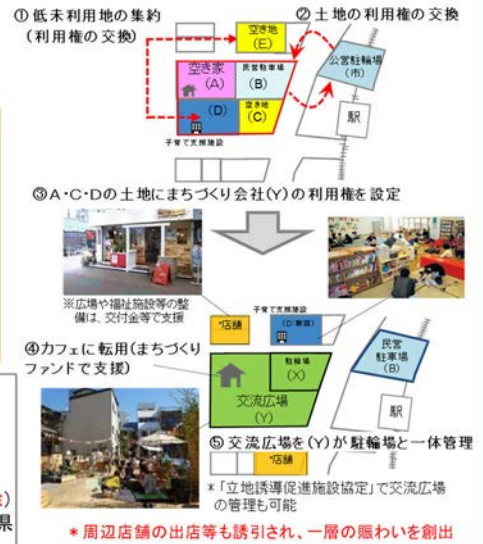 ①低未利用地の集約
(利用権の交換)
②土地の利用権の交換
空き地
(E)
公営駐輪場
(市)
空き家
(A)
民営駐車場
(B)
(D)
空き地
(C)
駅
子育て支援施設
③A・C・Dの土地にまちづくり会社(Y)の利用権を設定
※広場や福祉施設等の整
備は、交付金等で支援
子育て支援施設
*店舗
(D:新設)
④カフェに転用(まちづくり
ファンドで支援)
民営
駐車場
(B)
駐輪場
(X)
交流広場
(Y)
駅
⑤交流広場を(Y)が駐輪場と一体管理
*店舗
*「立地誘導促進施設協定」で交流広場
の管理も可能
)
県
*周辺店舗の出店等も誘引され、一層の賑わいを創出